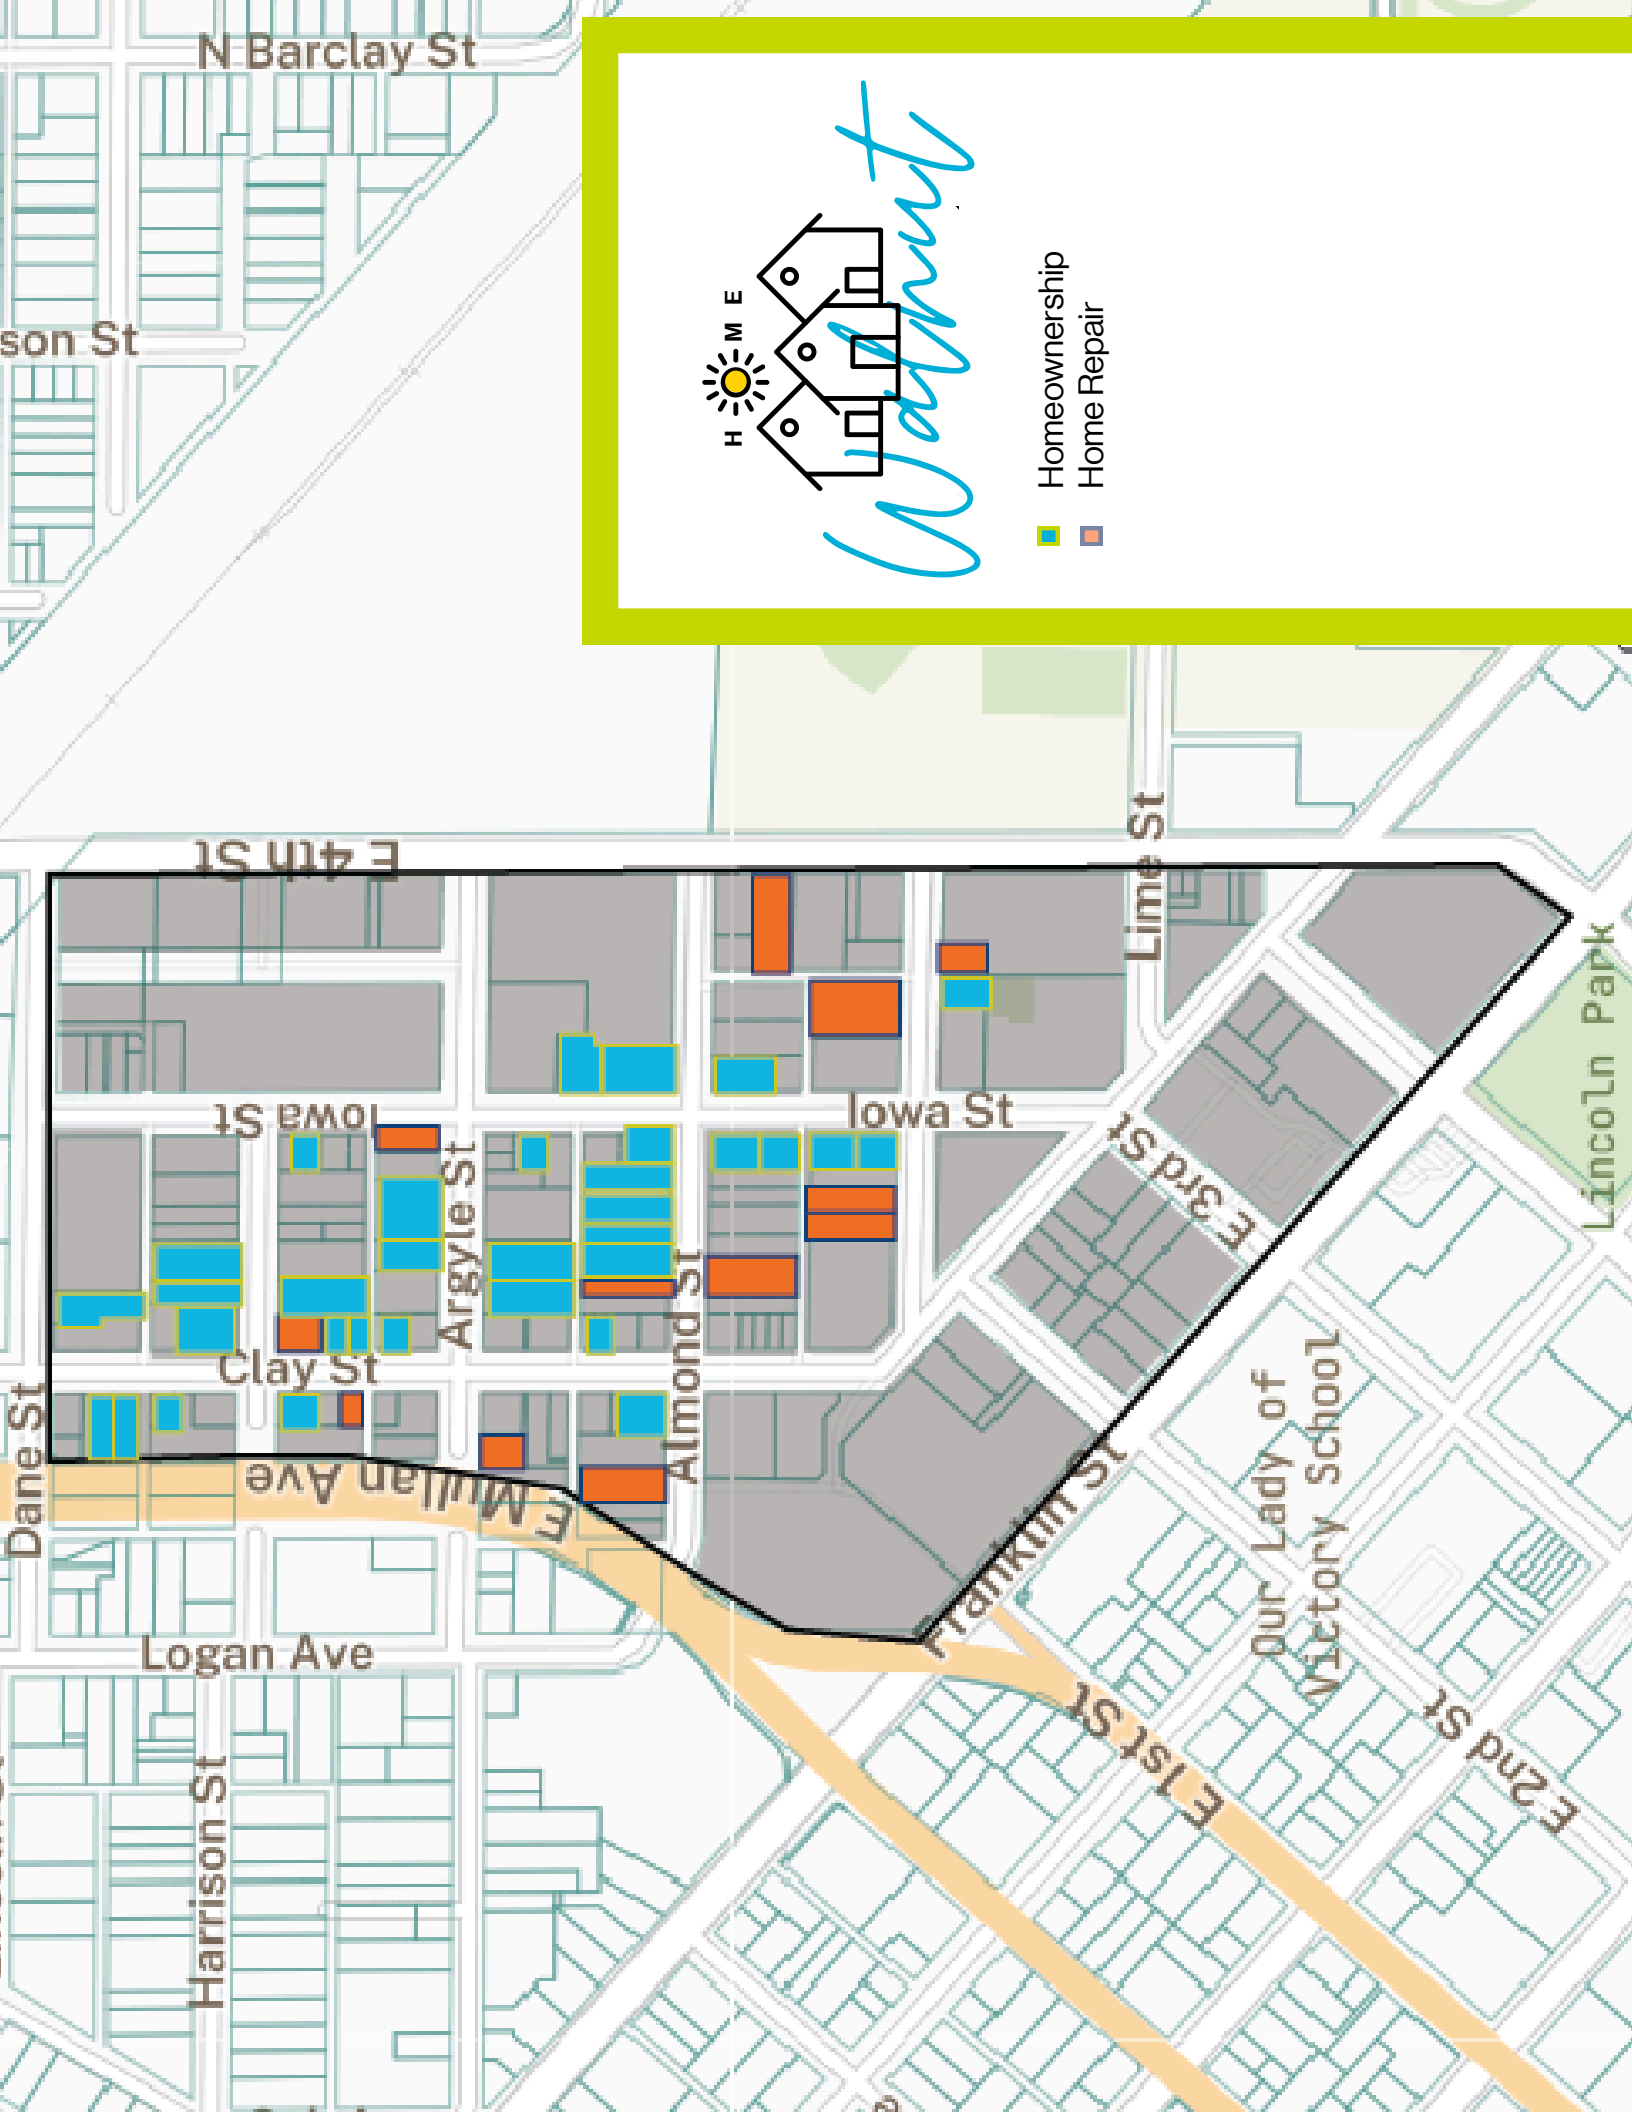 N Barclay St
son St
H ME
Walnut
Homeownership
Home Repair
E 4th St
Lime St
Lincoln Park
Iowa St
Iowa St
E 3rd St
Argyle St
Almond St
Clay St
Dane St
E Mullan Ave
Franklin St
Our Lady of
Victory School
Logan Ave
E 1st St
E 2nd St
Harrison St